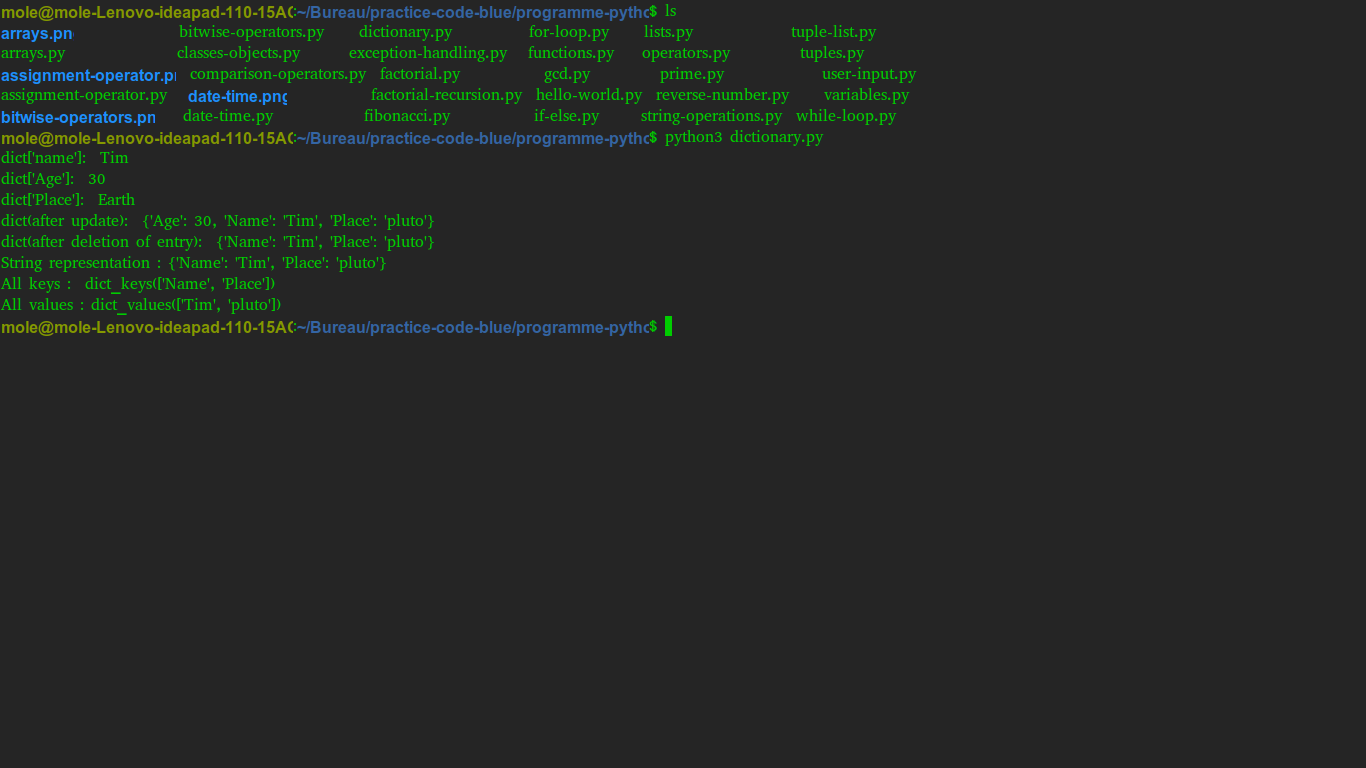 mole@mole-Lenovo-ideapad-110-15AC:~/Bureau/practice-code-blue/programme-pytho$ ls
arrays.png bitwise-operators.py dictionary.py for-loop.py lists.py tuple-list.py
arrays.py classes-objects.py exception-handling.py functions.py operators.py tuples.py
assignment-operator.pn comparison-operators.py factorial.py gcd.py prime.py user-input.py
assignment-operator.py date-time.png factorial-recursion.py hello-world.py reverse-number.py variables.py
bitwise-operators.pn date-time.py fibonacci.py if-else.py string-operations.py while-loop.py
mole@mole-Lenovo-ideapad-110-15AC:~/Bureau/practice-code-blue/programme-pytho$ python3 dictionary.py
dict['name']: Tim
dict['Age']: 30
dict['Place']: Earth
dict(after update): {'Age': 30, 'Name': 'Tim', 'Place': 'pluto'}
dict(after deletion of entry): {'Name': 'Tim', 'Place': 'pluto'}
String representation : {'Name': 'Tim', 'Place': 'pluto'}
All keys : dict_keys(['Name', 'Place'])
All values : dict_values(['Tim', 'pluto'])
mole@mole-Lenovo-ideapad-110-15AC:~/Bureau/practice-code-blue/programme-pytho$